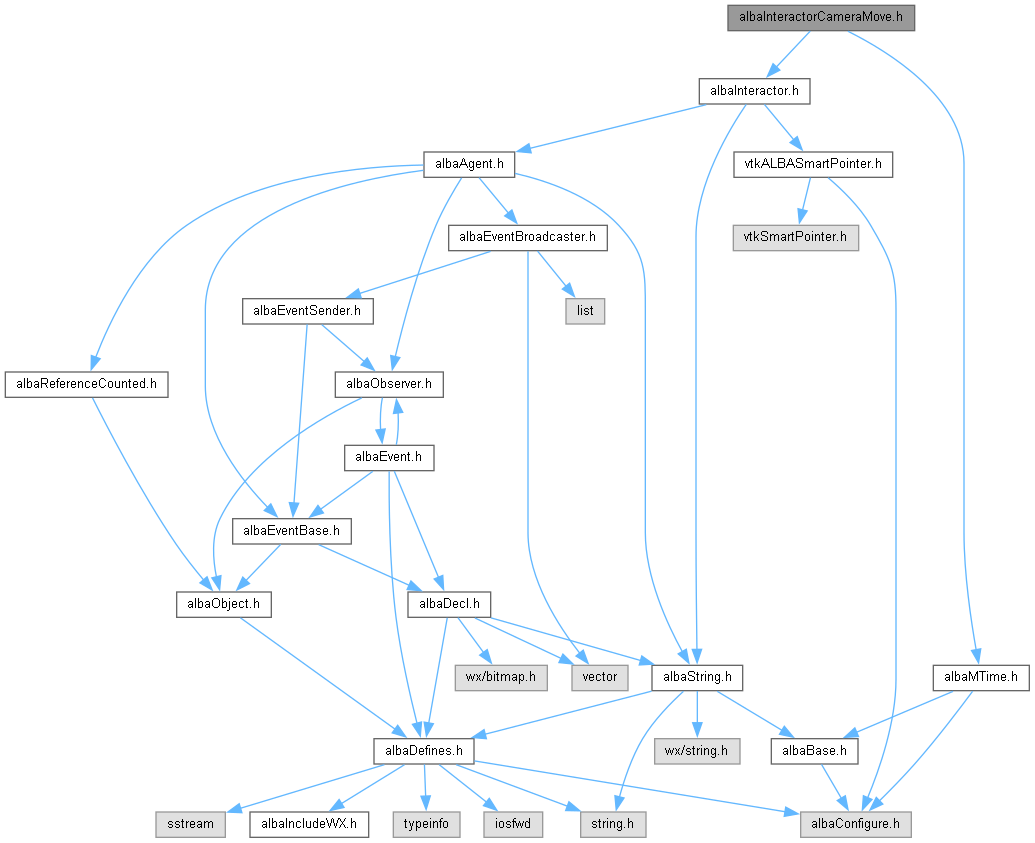 albaInteractorCameraMove.h
albaInteractor.h
albaAgent.h
vtkALBASmartPointer.h
albaEventBroadcaster.h
vtkSmartPointer.h
albaEventSender.h
list
albaReferenceCounted.h
albaObserver.h
albaEvent.h
albaEventBase.h
albaObject.h
albaDecl.h
wx/bitmap.h
vector
albaString.h
albaMTime.h
albaDefines.h
wx/string.h
albaBase.h
sstream
albaIncludeWX.h
typeinfo
iosfwd
string.h
albaConfigure.h